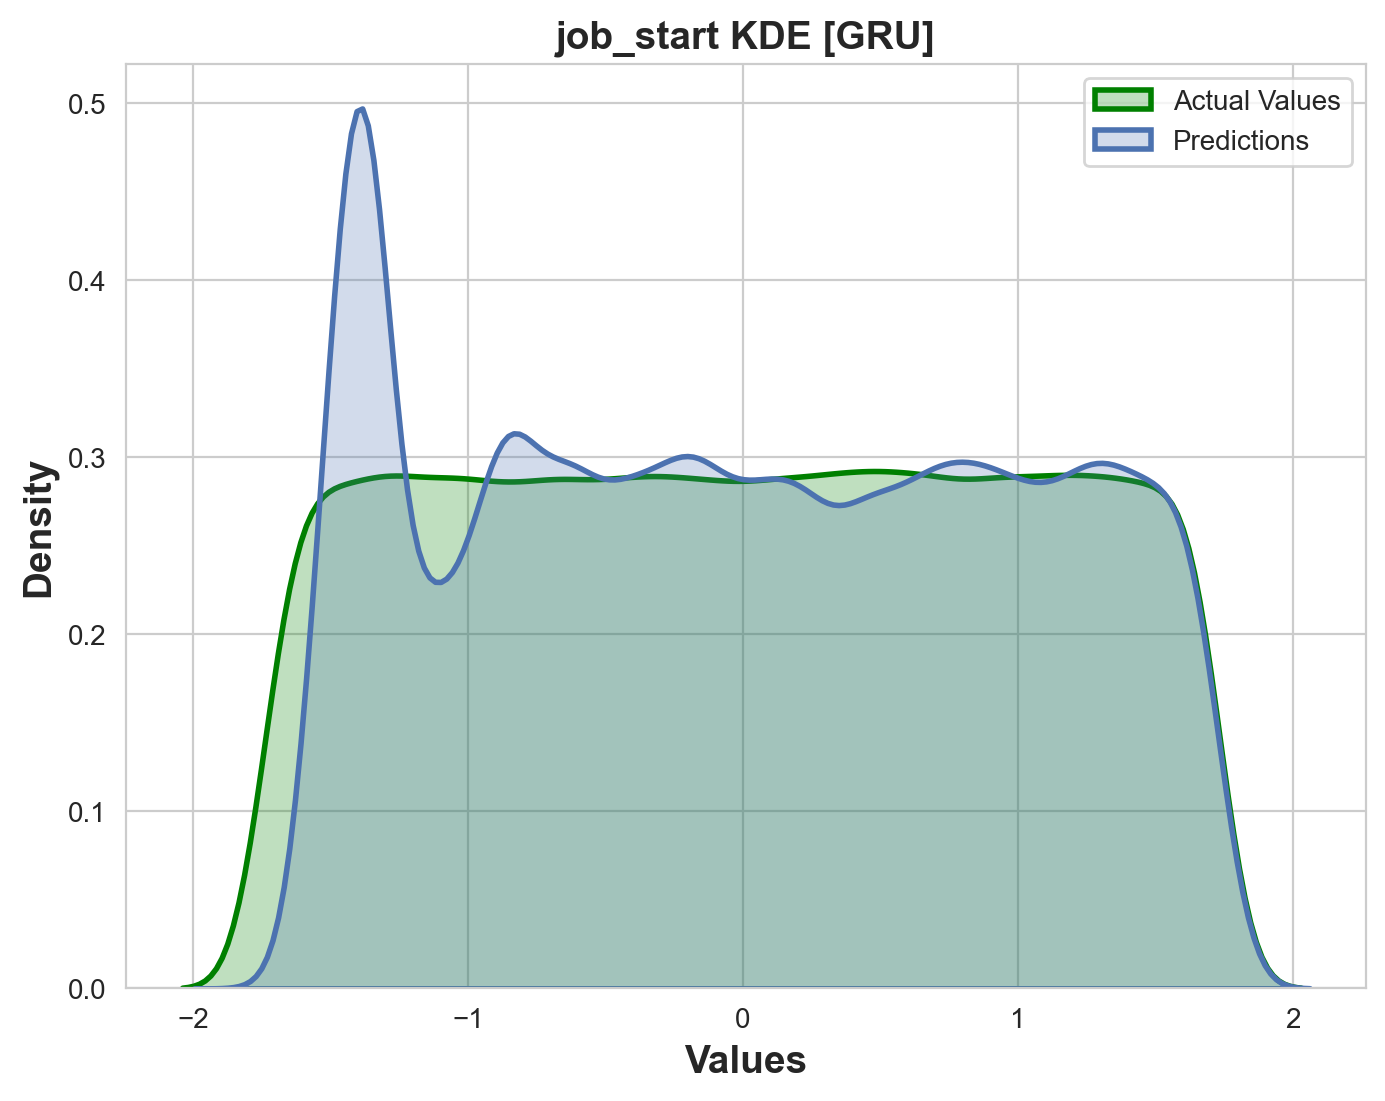 job_start KDE [GRU]
Actual Values
Predictions
Density
0.5
0.4
0.3
0.2
0.1
0.0
−2
−1
0
1
2
Values